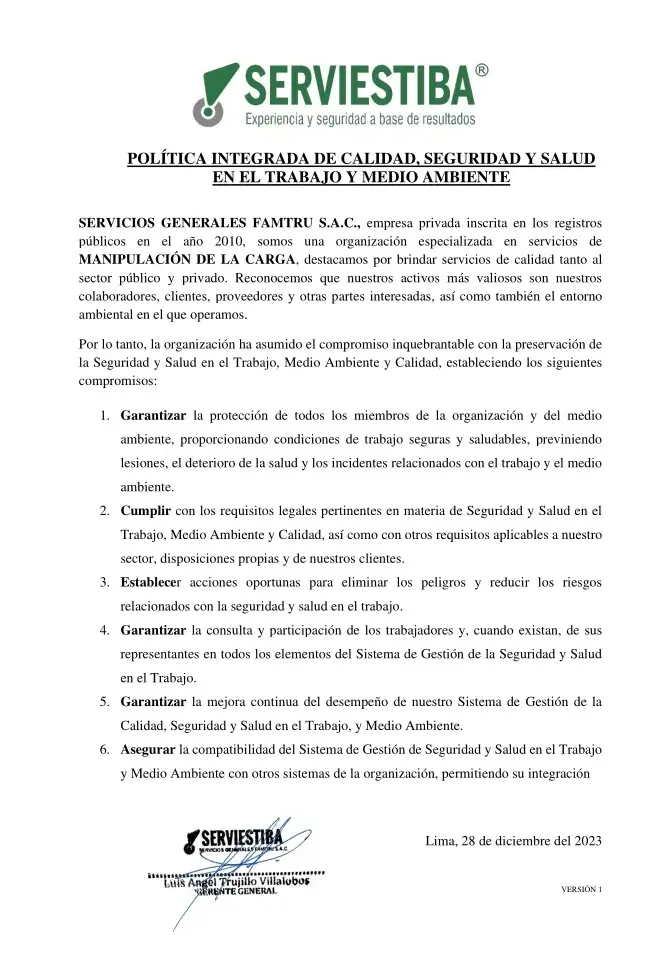 SERVIESTIBA®
Experiencia y seguridad a base de resultados
POLÍTICA INTEGRADA DE CALIDAD, SEGURIDAD Y SALUD
EN EL TRABAJO Y MEDIO AMBIENTE
SERVICIOS GENERALES FAMTRU S.A.C., empresa privada inscrita en los registros
públicos en el año 2010, somos una organización especializada en servicios de
MANIPULACIÓN DE LA CARGA, destacamos por brindar servicios de calidad tanto al
sector público y privado. Reconocemos que nuestros activos más valiosos son nuestros
colaboradores, clientes, proveedores y otras partes interesadas, así como también el entorno
ambiental en el que operamos.
Por lo tanto, la organización ha asumido el compromiso inquebrantable con la preservación de
la Seguridad y Salud en el Trabajo, Medio Ambiente y Calidad, estableciendo los siguientes
compromisos:
1. Garantizar la protección de todos los miembros de la organización y del medio
ambiente, proporcionando condiciones de trabajo seguras y saludables, previniendo
lesiones, el deterioro de la salud y los incidentes relacionados con el trabajo y el medio
ambiente.
2. Cumplir con los requisitos legales pertinentes en materia de Seguridad y Salud en el
Trabajo, Medio Ambiente y Calidad, así como con otros requisitos aplicables a nuestro
sector, disposiciones propias y de nuestros clientes.
3. Establecer acciones oportunas para eliminar los peligros y reducir los riesgos
relacionados con la seguridad y salud en el trabajo.
4. Garantizar la consulta y participación de los trabajadores y, cuando existan, de sus
representantes en todos los elementos del Sistema de Gestión de la Seguridad y Salud
en el Trabajo.
5. Garantizar la mejora continua del desempeño de nuestro Sistema de Gestión de la
Calidad, Seguridad y Salud en el Trabajo, y Medio Ambiente.
6. Asegurar la compatibilidad del Sistema de Gestión de Seguridad y Salud en el Trabajo
y Medio Ambiente con otros sistemas de la organización, permitiendo su integración
SERVIESTIBA
SERVICIOS GENERALES FAMTRU S.A.C.
Luis Angel Trujillo Villalobos
GERENTE GENERAL
Lima, 28 de diciembre del 2023
VERSIÓN 1